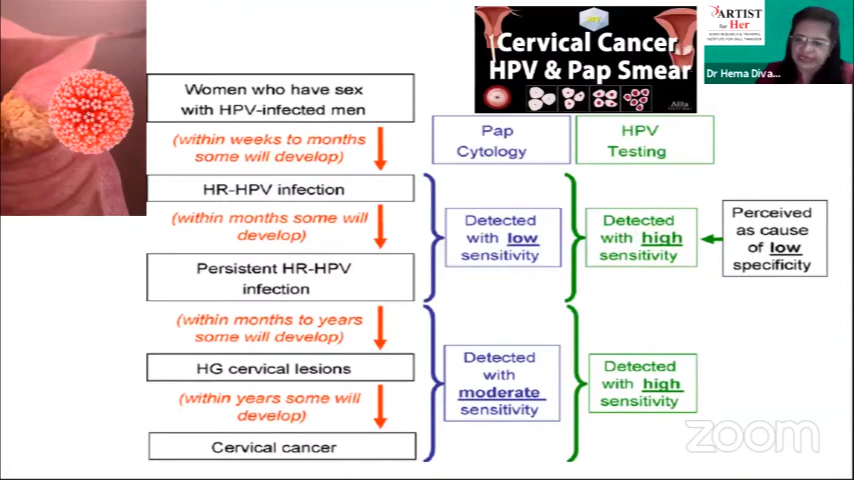 Cervical Cancer,
HPV & Pap Smear
Alila
ARTIST
for Her
Dr Hema Diva...
Women who have sex
with HPV-infected men
(within weeks to months
some will develop)
HR-HPV infection
(within months some will
develop)
Persistent HR-HPV
infection
(within months to years
some will develop)
HG cervical lesions
(within years some will
develop)
Cervical cancer
Pap
Cytology
Detected
with low
sensitivity
Detected
with
moderate
sensitivity
HPV
Testing
Detected
with high
sensitivity
Detected
with high
sensitivity
Perceived
as cause
of low
specificity
zoom